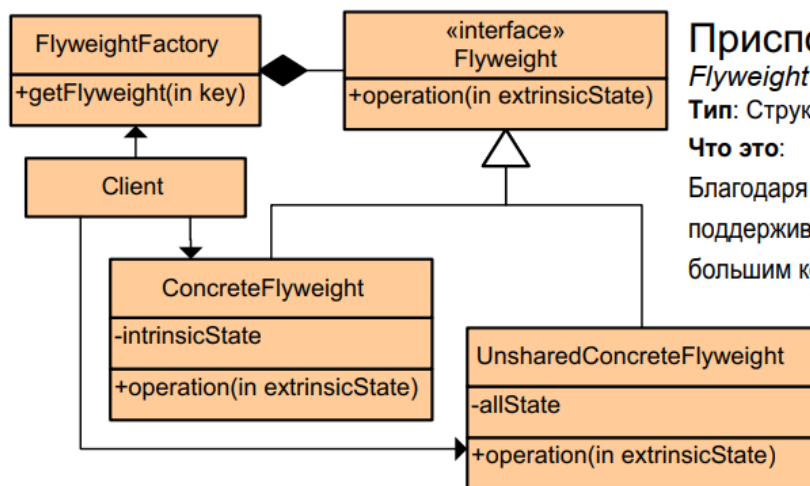 FlyweightFactory
+getFlyweight(in key)
«interface»
Flyweight
+operation(in extrinsicState)
Client
ConcreteFlyweight
-intrinsicState
+operation(in extrinsicState)
UnsharedConcreteFlyweight
-allState
+operation(in extrinsicState)
Flyweight
Тип:
Что это:
Благодаря